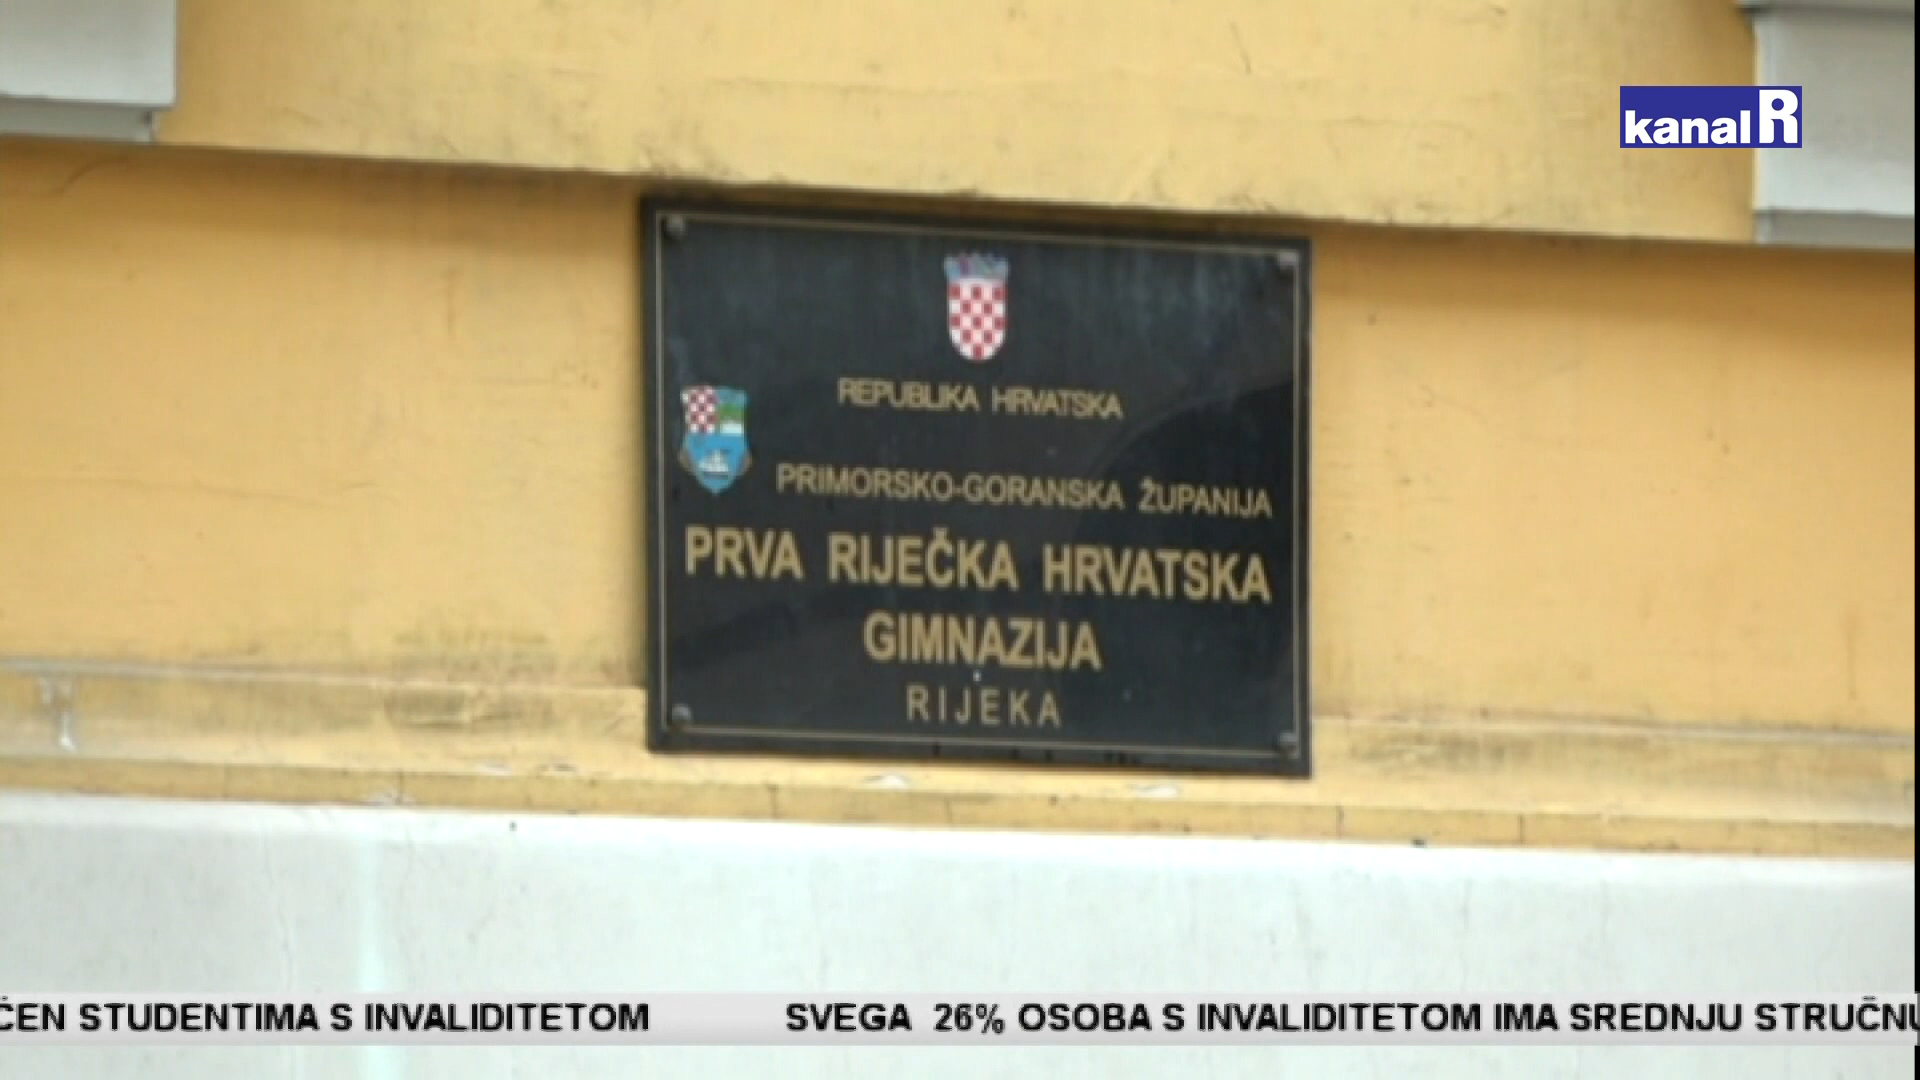 kanal R
REPUBLIKA HRVATSKA
PRIMORSKO-GORANSKA ŽUPANIJA
PRVA RIJEČKA HRVATSKA
GIMNAZIJA
RIJEKA
STUDENTIMA S INVALIDITETOM SVEGA 26% OSOBA S INVALIDITETOM IMA SREDNJU